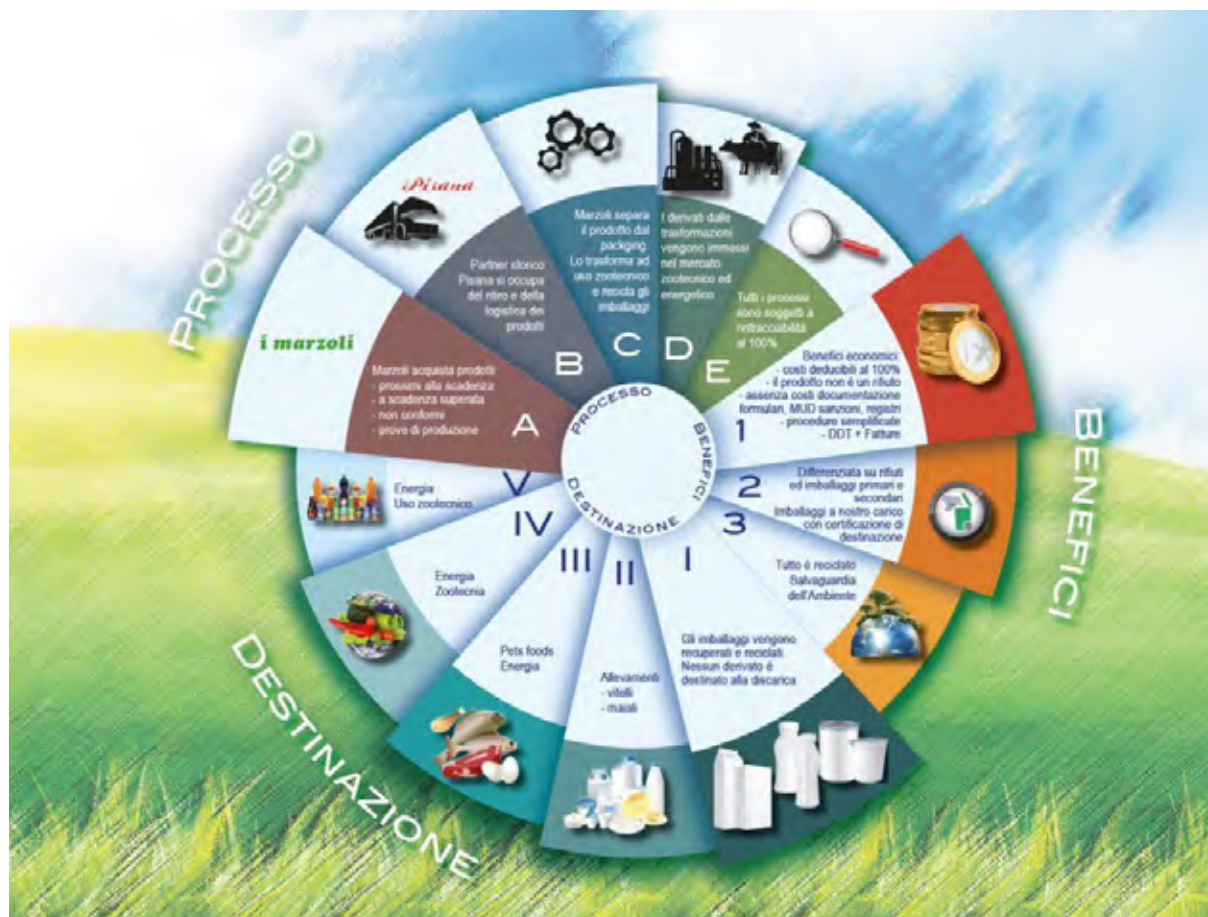 PROCESSO
i marzoli
Marzoli acquista prodotti:
- prossimi alla scadenza
- a scadenza superata
- non conformi
- prove di produzione
A
Pisana
Partner storico
Pisana si occupa
del ritiro e della
logistica dei
prodotti
B
Marzoli separa
il prodotto dal
packging.
Lo trasforma ad
uso zootecnico
e recicla gli
imballaggi
C
I derivati dalle
trasformazioni
vengono immessi
nel mercato
zootecnico ed
energetico
D
Tutti i processi
sono soggetti a
rintracciabilità
al 100%
E
BENEFICI
Benefici economici:
- costi deducibili al 100%
- il prodotto non é un rifiuto
- assenza costi documentazione
formulari, MUD sanzioni, registri
- procedure semplificate
- DDT + Fatture
1
Differenziata su rifiuti
ed imballaggi primari e
secondari
Imballaggi a nostro carico
con certificazione di
destinazione
2
Tutto é reciclato
Salvaguardia
dell'Ambiente
3
DESTINAZIONE
Gli imballaggi vengono
recuperati e reciclati
Nessun derivato é
destinato alla discarica
I
Allevamenti
- vitelli
- maiali
II
Pets foods
Energia
III
Energia
Zootecnia
IV
Energia
Uso zootecnico
V
PROCESSO
BENEFICI
DESTINAZIONE